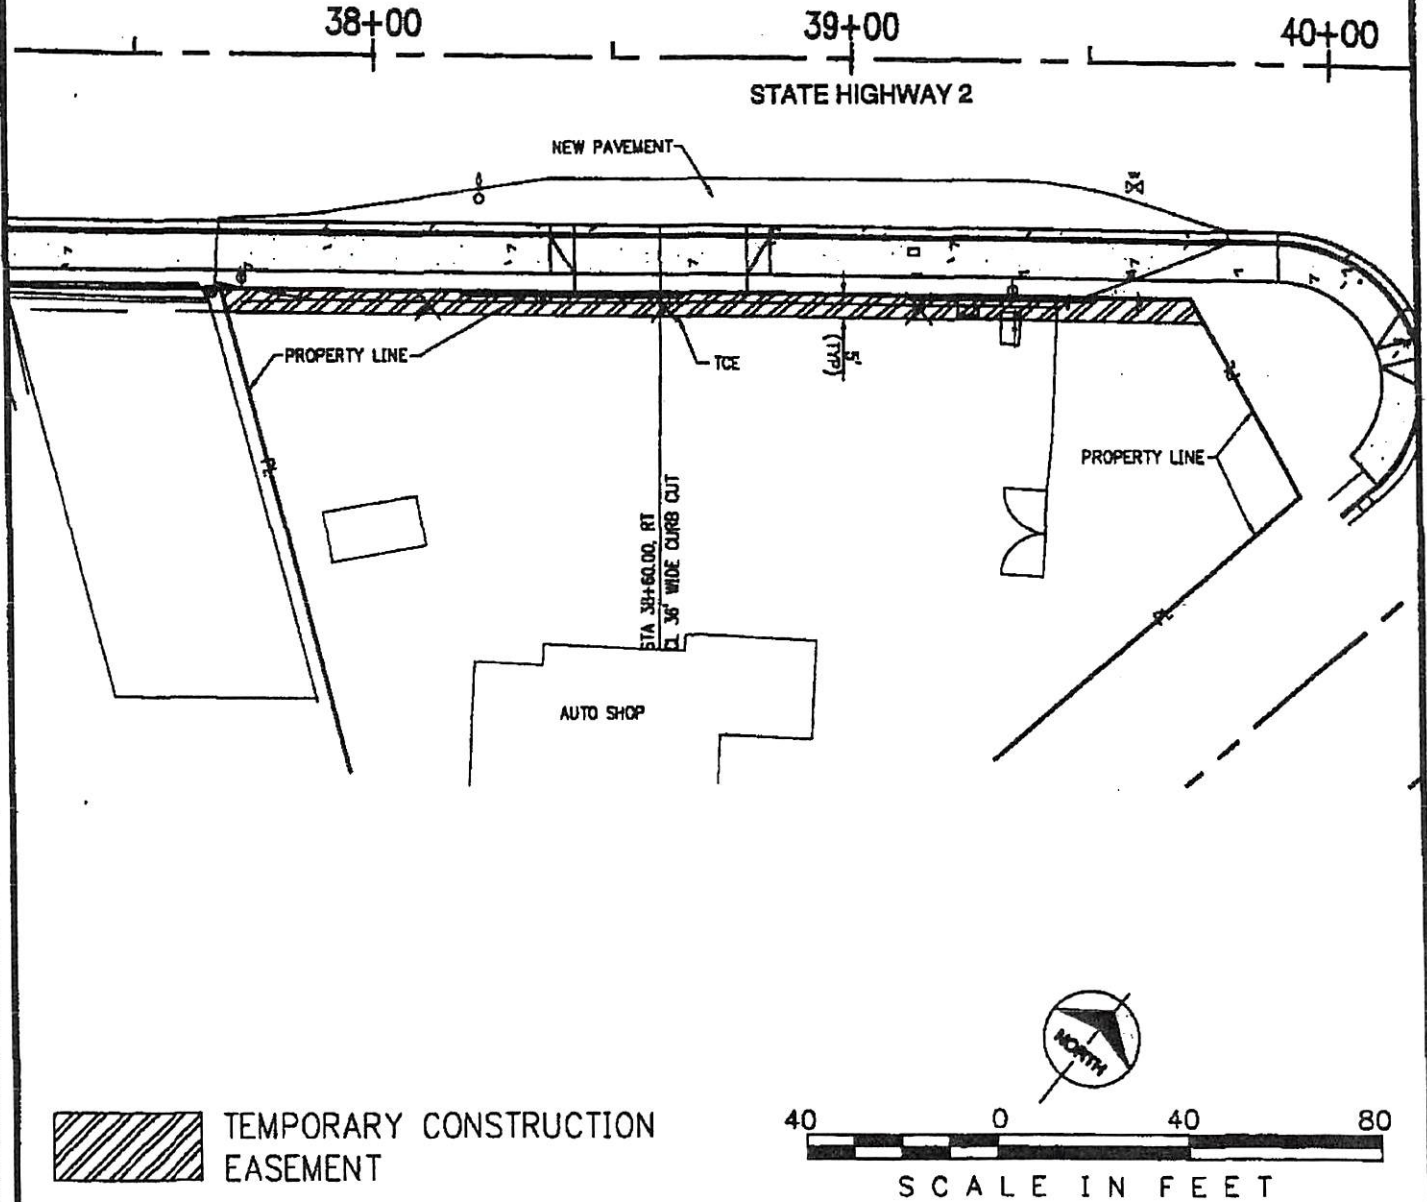 38+00
39+00
40+00
STATE HIGHWAY 2
NEW PAVEMENT
PROPERTY LINE
TCE
5'
(TYP)
PROPERTY LINE
STA 38+60.00, RT
CL 36' WIDE CURB CUT
AUTO SHOP
NORTH
TEMPORARY CONSTRUCTION
EASEMENT
40 0 40 80
SCALE IN FEET